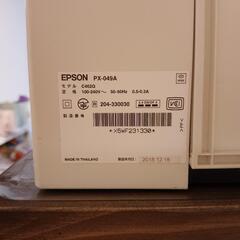 EPSON PX-049A
モデル C462Q
定格 100-240V～ 50-60Hz 0.5-0.3A
204-330030
製造番号
*X5WF231330*
MADE IN THAILAND
2018.12.18